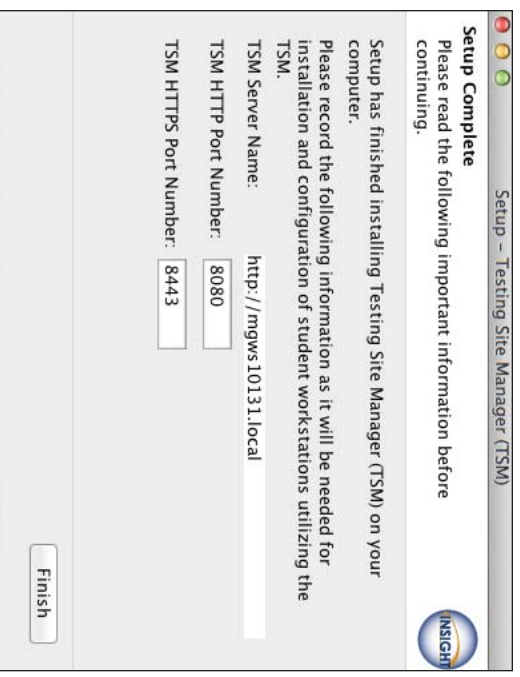 Setup – Testing Site Manager (TSM)
Setup Complete
Please read the following important information before
continuing.
INSIGHT
Setup has finished installing Testing Site Manager (TSM) on your
computer.
Please record the following information as it will be needed for
installation and configuration of student workstations utilizing the
TSM.
TSM Server Name: http://mgws10131.local
TSM HTTP Port Number: 8080
TSM HTTPS Port Number: 8443
Finish